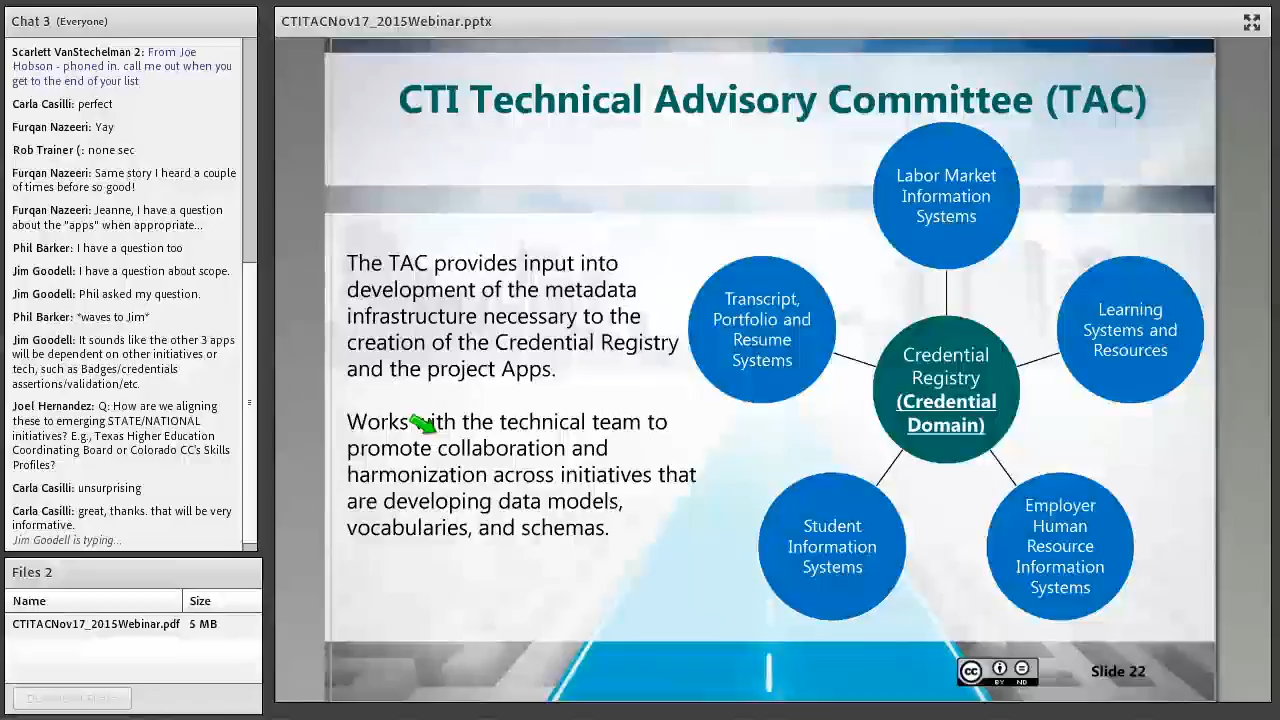 Chat 3 (Everyone)
Scarlett VanStechelman 2: From Joe
Hobson - phoned in. call me out when you
get to the end of your list
Carla Casilli: perfect
Furqan Nazeeri: Yay
Rob Trainer (: none sec
Furqan Nazeeri: Same story I heard a couple
of times before so good!
Furqan Nazeeri: Jeanne, I have a question
about the "apps" when appropriate...
Phil Barker: I have a question too
Jim Goodell: I have a question about scope.
Jim Goodell: Phil asked my question.
Phil Barker: *waves to Jim*
Jim Goodell: It sounds like the other 3 apps
will be dependent on other initiatives or
tech, such as Badges/credentials
assertions/validation/etc.
Joel Hernandez: Q: How are we aligning
these to emerging STATE/NATIONAL
initiatives? E.g., Texas Higher Education
Coordinating Board or Colorado CC's Skills
Profiles?
Carla Casilli: unsurprising
Carla Casilli: great, thanks. that will be very
informative.
Jim Goodell is typing...
Files 2
Name Size
CTITACNov17_2015Webinar.pdf 5 MB
CTITACNov17_2015Webinar.pptx
CTI Technical Advisory Committee (TAC)
The TAC provides input into
development of the metadata
infrastructure necessary to the
creation of the Credential Registry
and the project Apps.
Works with the technical team to
promote collaboration and
harmonization across initiatives that
are developing data models,
vocabularies, and schemas.
Labor Market
Information
Systems
Transcript,
Portfolio and
Resume
Systems
Learning
Systems and
Resources
Credential
Registry
(Credential
Domain)
Student
Information
Systems
Employer
Human
Resource
Information
Systems
cc BY ND
Slide 22